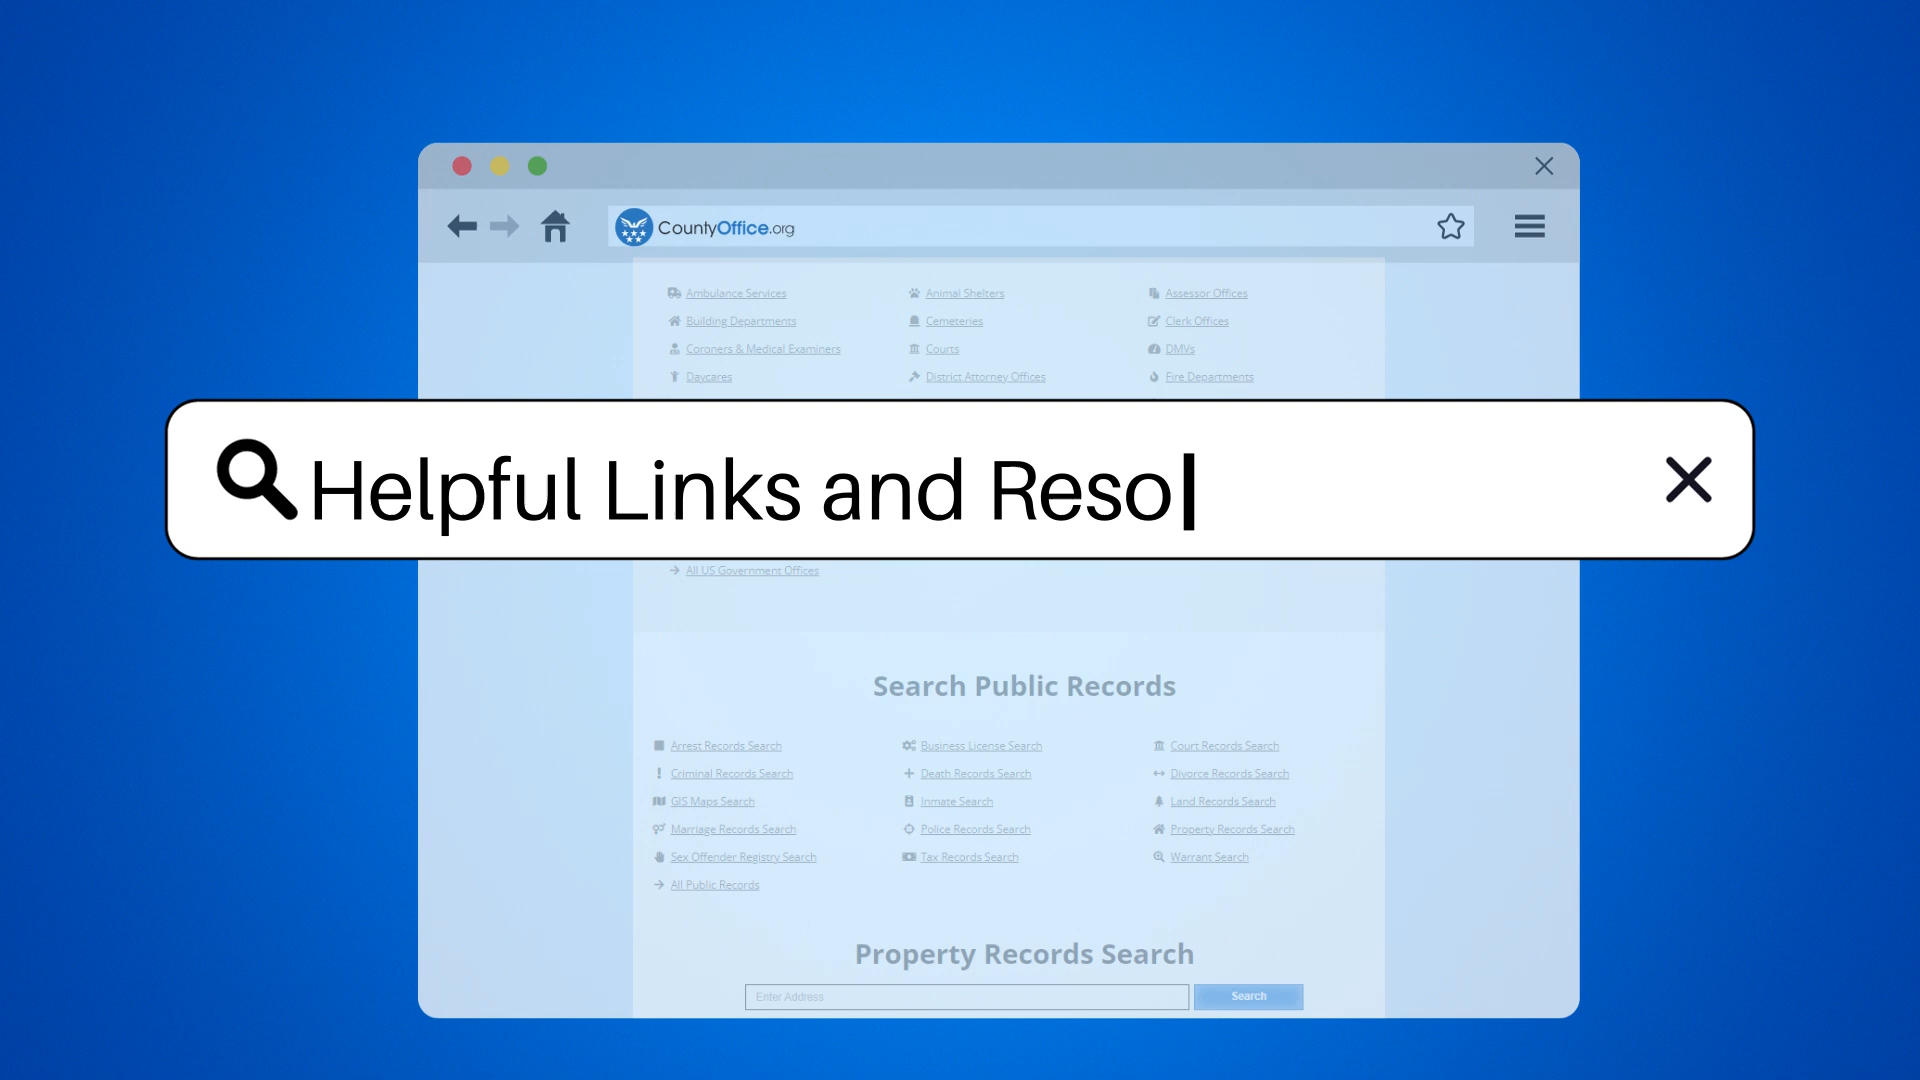 CountyOffice.org
Ambulance Services Animal Shelters Assessor Offices
Building Departments Cemeteries Clerk Offices
Coroners & Medical Examiners Courts DMVs
Daycares District Attorney Offices Fire Departments
Helpful Links and Reso
All US Government Offices
Search Public Records
Arrest Records Search Business License Search Court Records Search
Criminal Records Search Death Records Search Divorce Records Search
GIS Maps Search Inmate Search Land Records Search
Marriage Records Search Police Records Search Property Records Search
Sex Offender Registry Search Tax Records Search Warrant Search
All Public Records
Property Records Search
Enter Address Search